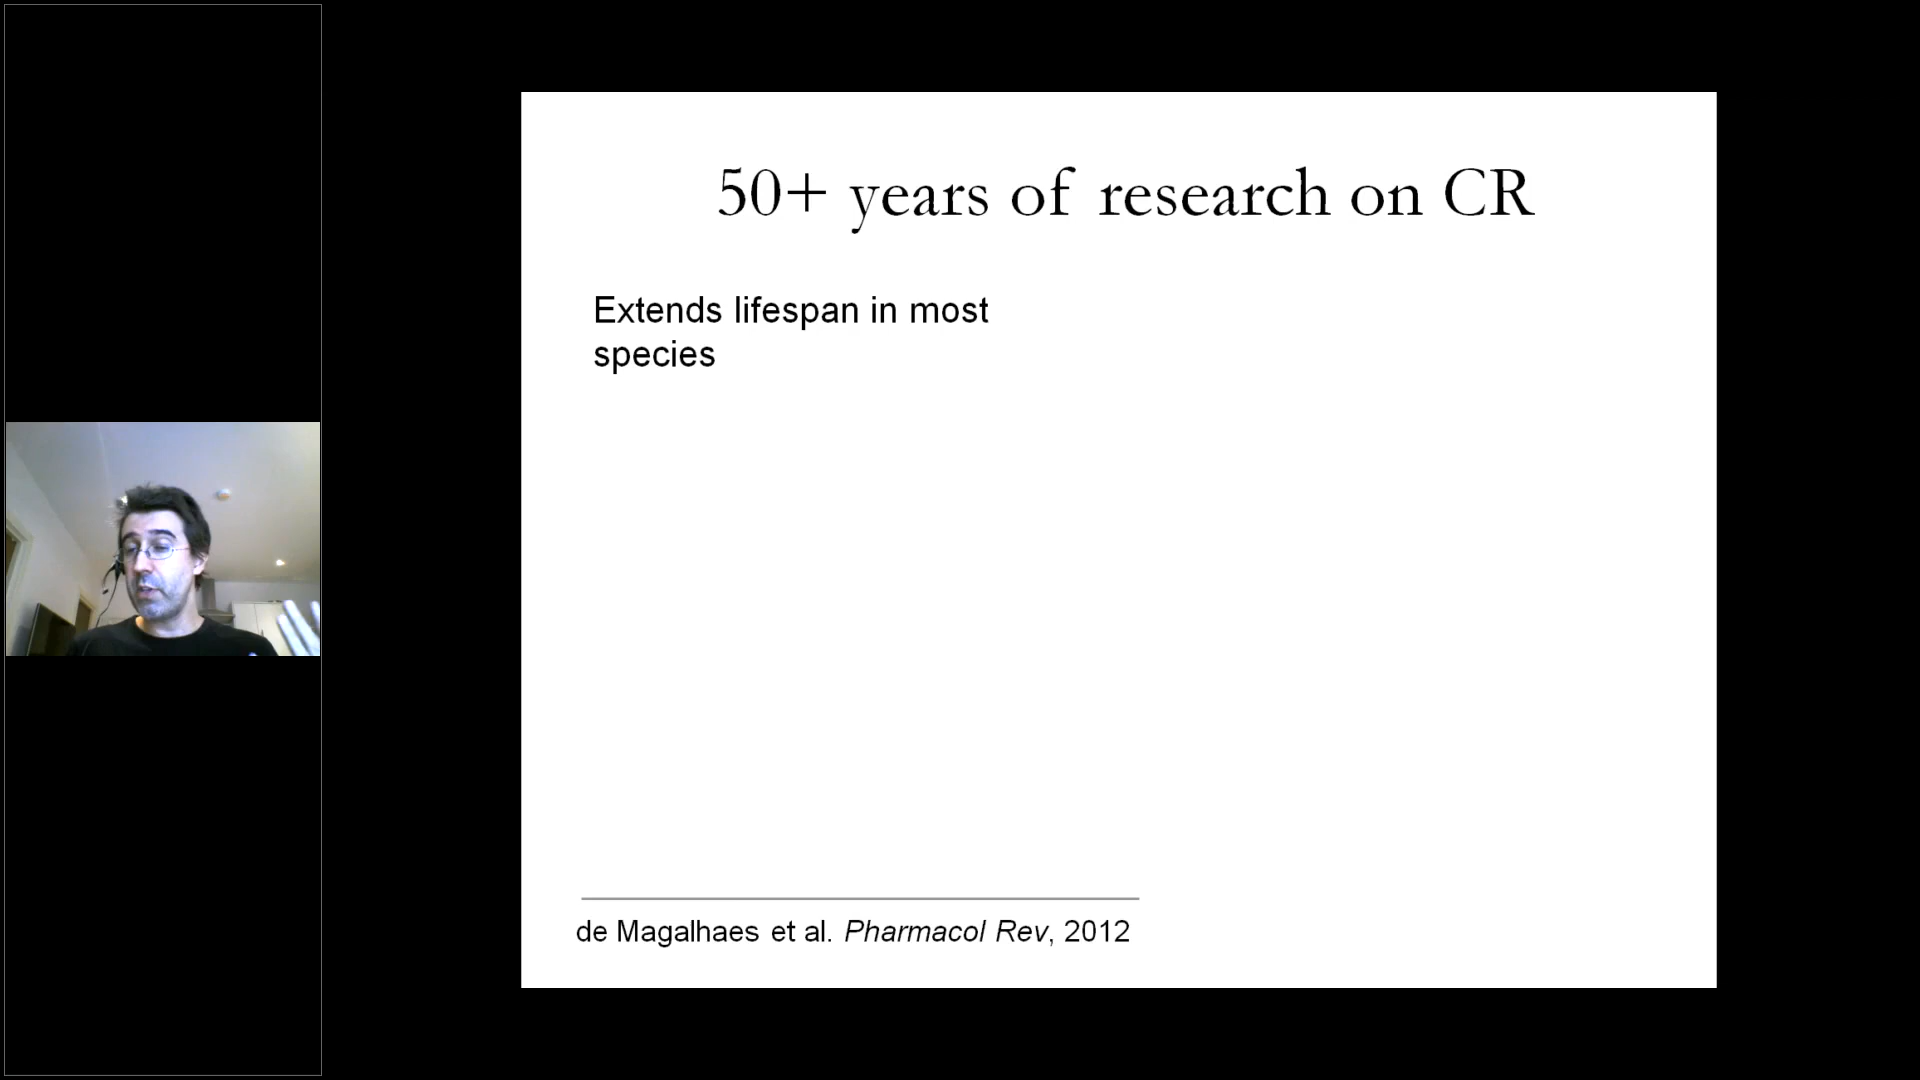 50+ years of research on CR
Extends lifespan in most
species
de Magalhaes et al. Pharmacol Rev, 2012